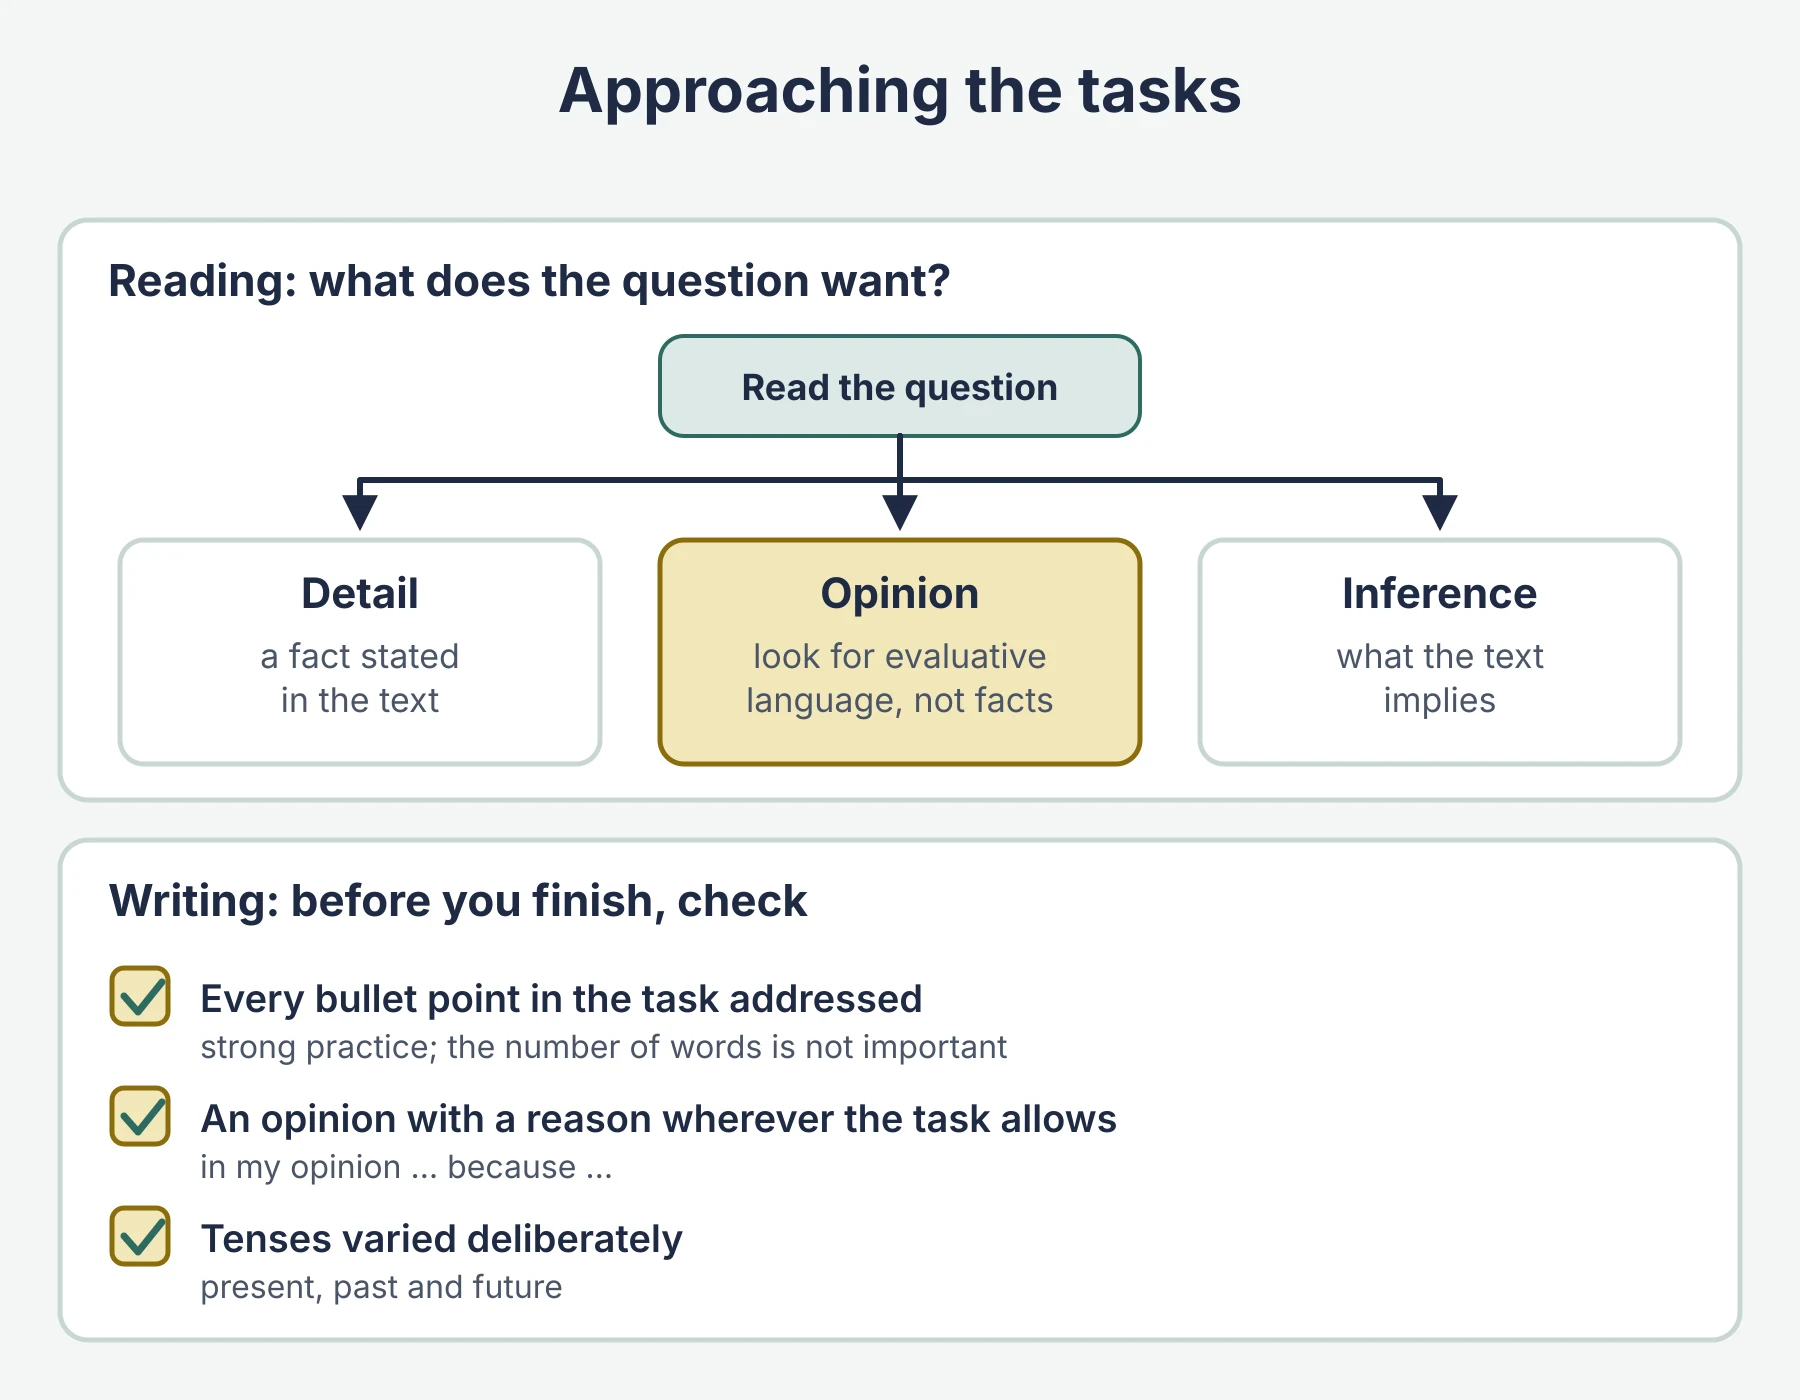 Approaching the tasks
Reading: what does the question want?
Read the question
Detail
a fact stated
in the text
Opinion
look for evaluative
language, not facts
Inference
what the text
implies
Writing: before you finish, check
Every bullet point in the task addressed
strong practice; the number of words is not important
An opinion with a reason wherever the task allows
in my opinion ... because ...
Tenses varied deliberately
present, past and future